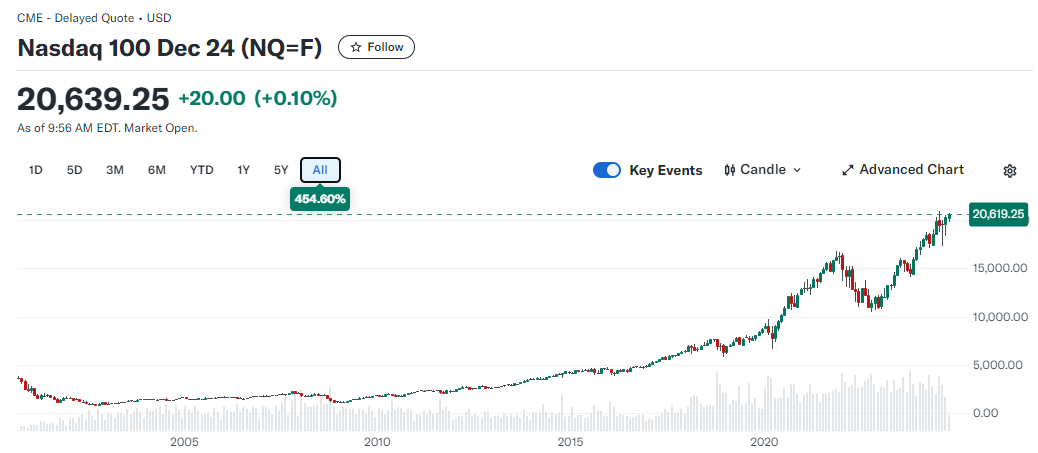 CME - Delayed Quote • USD
Nasdaq 100 Dec 24 (NQ=F)
Follow
20,639.25 +20.00 (+0.10%)
As of 9:56 AM EDT. Market Open.
1D 5D 3M 6M YTD 1Y 5Y All
Key Events Candle Advanced Chart
454.60%
20,619.25
15,000.00
10,000.00
5,000.00
0.00
2005 2010 2015 2020